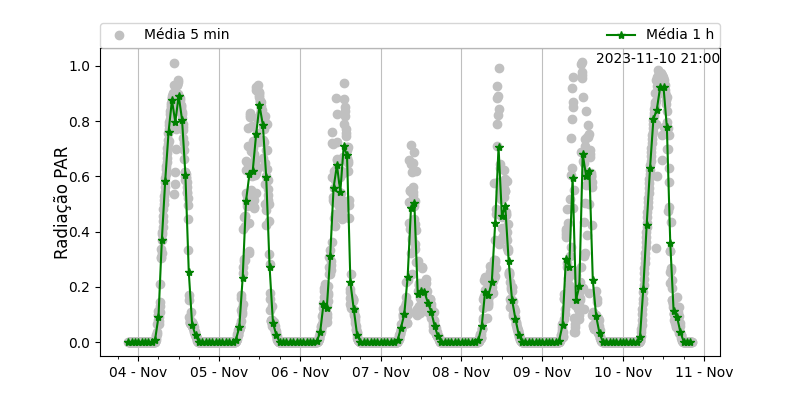 Média 5 min
Média 1 h
2023-11-10 21:00
Radiação PAR
1.0
0.8
0.6
0.4
0.2
0.0
04 - Nov
05 - Nov
06 - Nov
07 - Nov
08 - Nov
09 - Nov
10 - Nov
11 - Nov